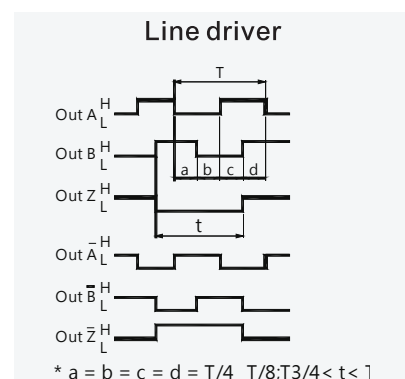 Line driver
T
Out A H
L
Out B H
L
a b c d
Out Z H
L
t
Out A̅ H
L
Out B̅ H
L
Out Z̅ H
L
* a = b = c = d = T/4 T/8;T3/4< t<